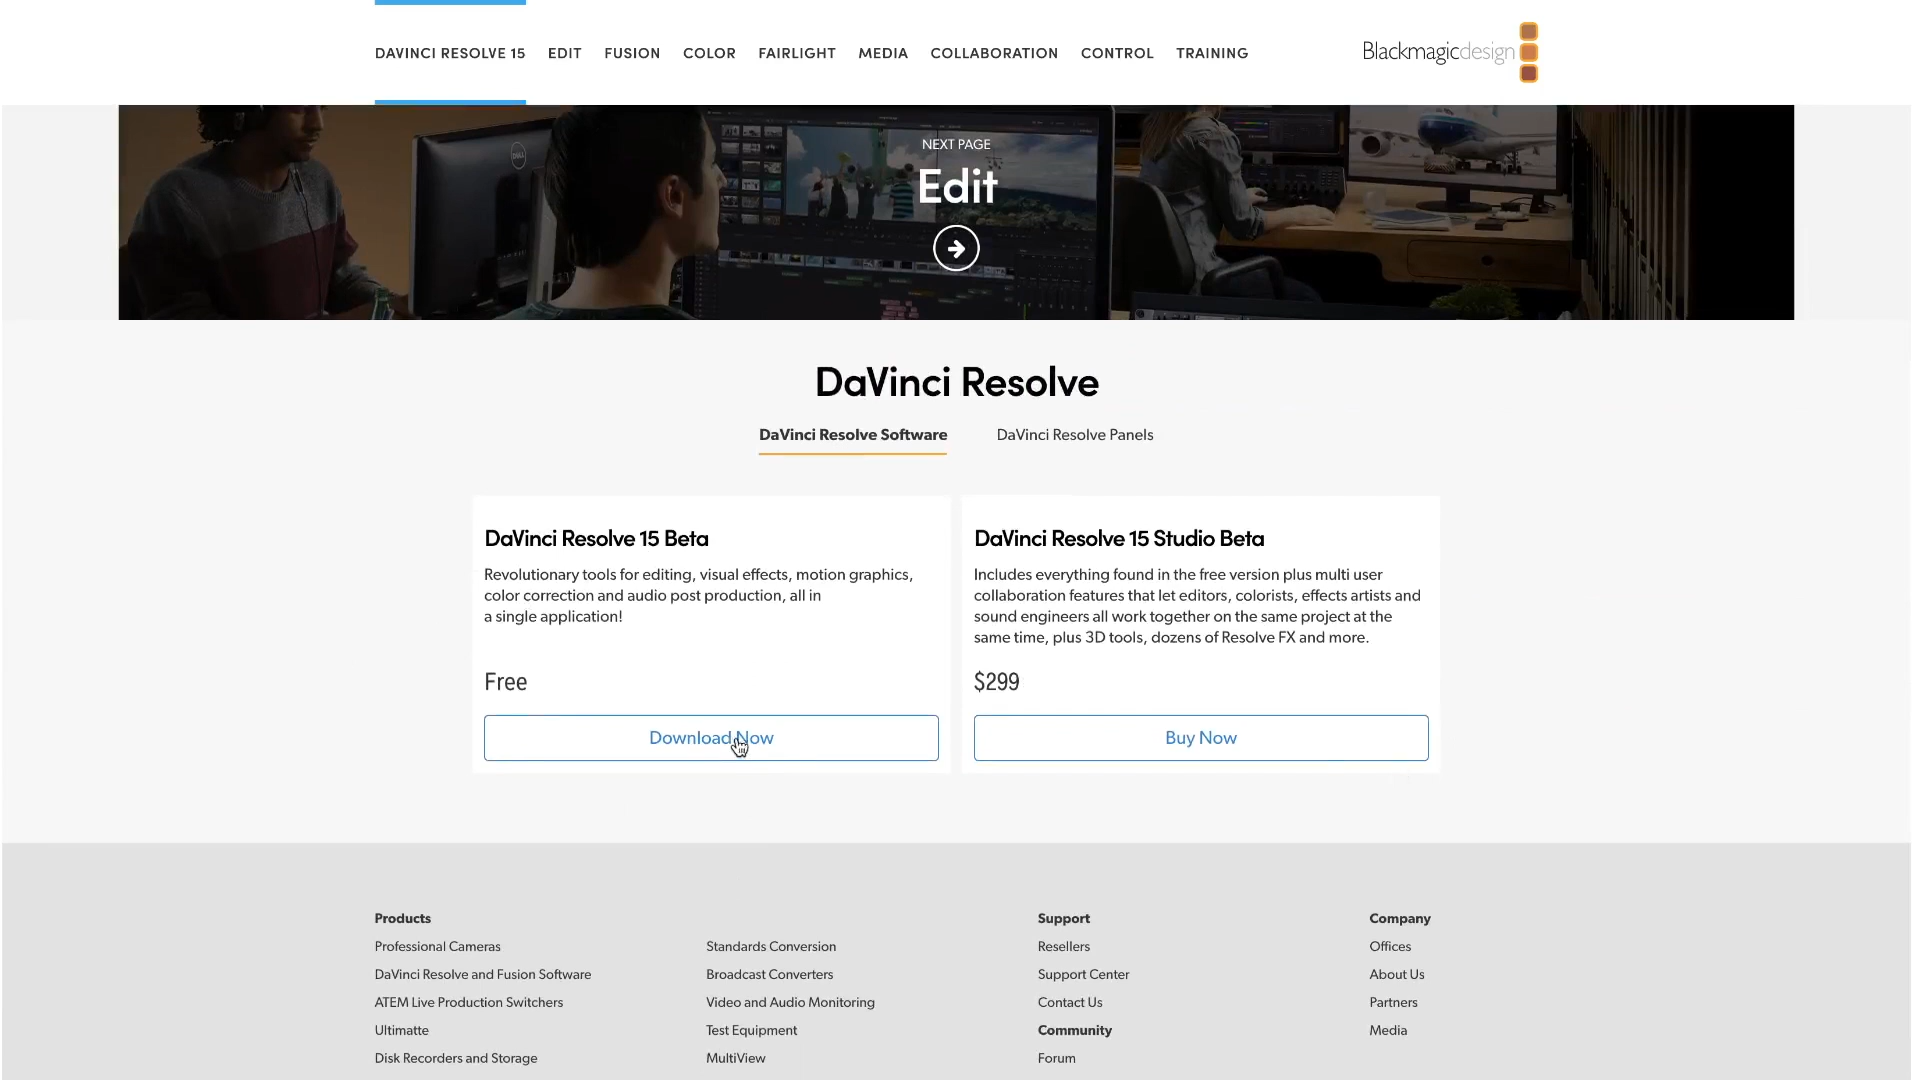 DAVINCI RESOLVE 15 EDIT FUSION COLOR FAIRLIGHT MEDIA COLLABORATION CONTROL TRAINING
Blackmagicdesign
DELL
NEXT PAGE
Edit
DaVinci Resolve
DaVinci Resolve Software DaVinci Resolve Panels
DaVinci Resolve 15 Beta
Revolutionary tools for editing, visual effects, motion graphics,
color correction and audio post production, all in
a single application!
Free
Download Now
DaVinci Resolve 15 Studio Beta
Includes everything found in the free version plus multi user
collaboration features that let editors, colorists, effects artists and
sound engineers all work together on the same project at the
same time, plus 3D tools, dozens of Resolve FX and more.
$299
Buy Now
Products
Professional Cameras
DaVinci Resolve and Fusion Software
ATEM Live Production Switchers
Ultimatte
Disk Recorders and Storage
Standards Conversion
Broadcast Converters
Video and Audio Monitoring
Test Equipment
MultiView
Support
Resellers
Support Center
Contact Us
Community
Forum
Company
Offices
About Us
Partners
Media